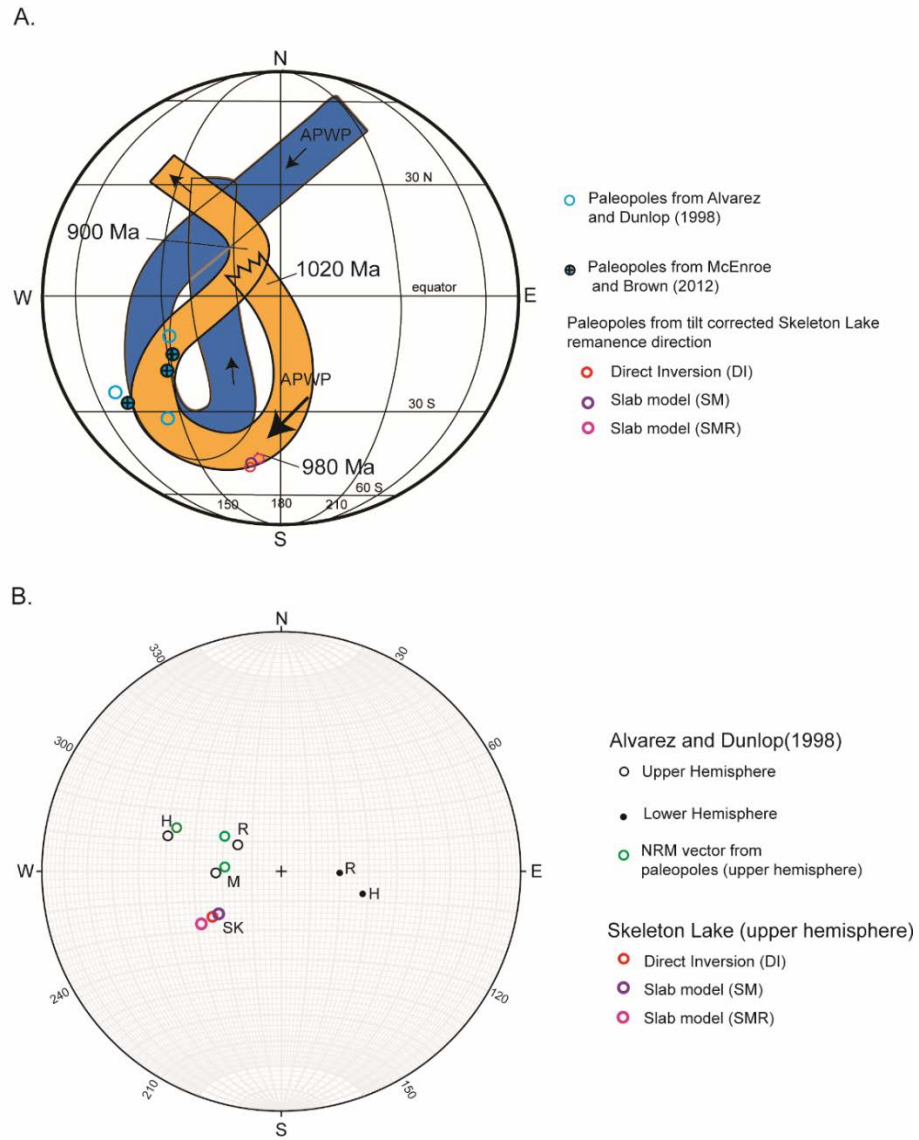 A.
N
APWP
30 N
900 Ma
1020 Ma
equator
W
E
APWP
30 S
980 Ma
60 S
150
180
210
S
Paleopoles from Alvarez
and Dunlop (1998)
Paleopoles from McEnroe
and Brown (2012)
Paleopoles from tilt corrected Skeleton Lake
remanence direction
Direct Inversion (DI)
Slab model (SM)
Slab model (SMR)
B.
N
330
30
300
60
H
R
W
M
R
E
H
SK
240
120
210
150
S
Alvarez and Dunlop(1998)
Upper Hemisphere
Lower Hemisphere
NRM vector from
paleopoles (upper hemisphere)
Skeleton Lake (upper hemisphere)
Direct Inversion (DI)
Slab model (SM)
Slab model (SMR)